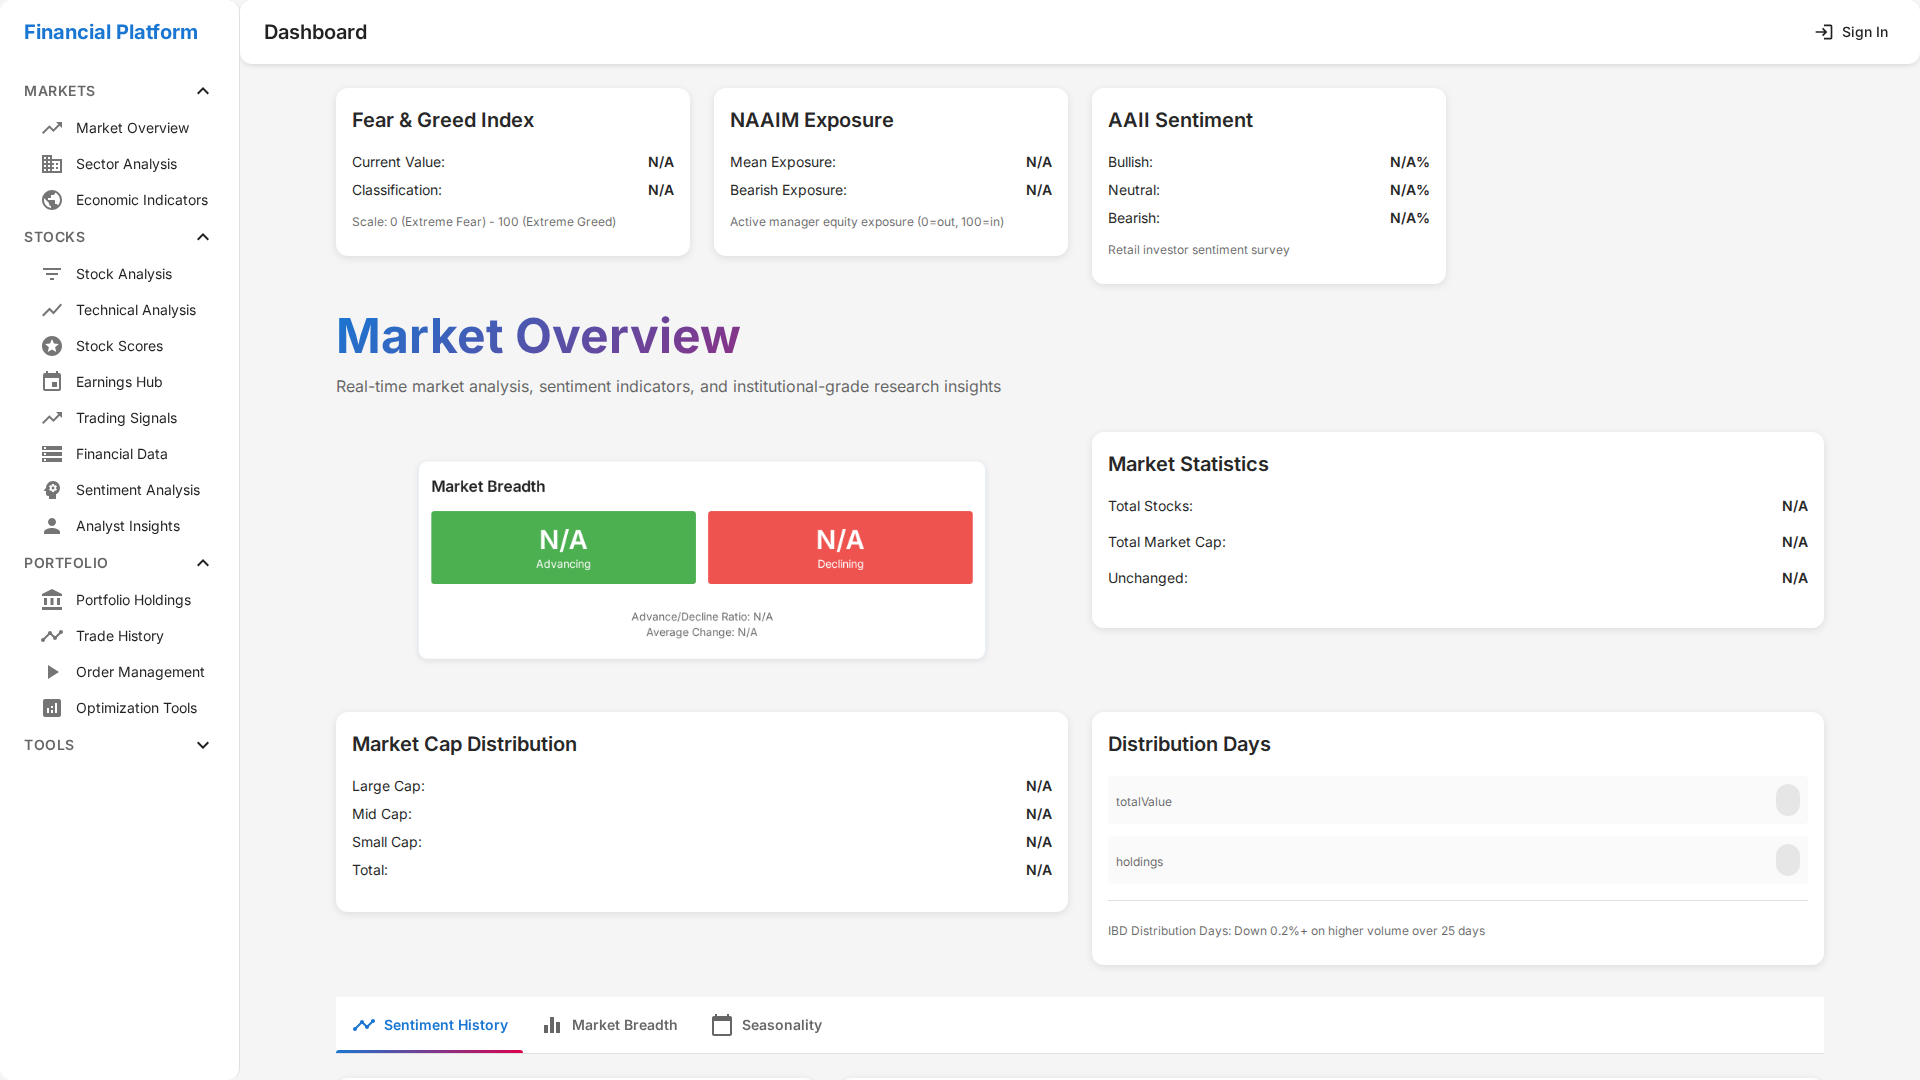 Financial Platform
MARKETS
Market Overview
Sector Analysis
Economic Indicators
STOCKS
Stock Analysis
Technical Analysis
Stock Scores
Earnings Hub
Trading Signals
Financial Data
Sentiment Analysis
Analyst Insights
PORTFOLIO
Portfolio Holdings
Trade History
Order Management
Optimization Tools
TOOLS
Dashboard
Sign In
Fear & Greed Index
Current Value: N/A
Classification: N/A
Scale: 0 (Extreme Fear) - 100 (Extreme Greed)
NAAIM Exposure
Mean Exposure: N/A
Bearish Exposure: N/A
Active manager equity exposure (0=out, 100=in)
AAII Sentiment
Bullish: N/A%
Neutral: N/A%
Bearish: N/A%
Retail investor sentiment survey
Market Overview
Real-time market analysis, sentiment indicators, and institutional-grade research insights
Market Breadth
N/A
Advancing
N/A
Declining
Advance/Decline Ratio: N/A
Average Change: N/A
Market Statistics
Total Stocks: N/A
Total Market Cap: N/A
Unchanged: N/A
Market Cap Distribution
Large Cap: N/A
Mid Cap: N/A
Small Cap: N/A
Total: N/A
Distribution Days
totalValue
holdings
IBD Distribution Days: Down 0.2%+ on higher volume over 25 days
Sentiment History
Market Breadth
Seasonality